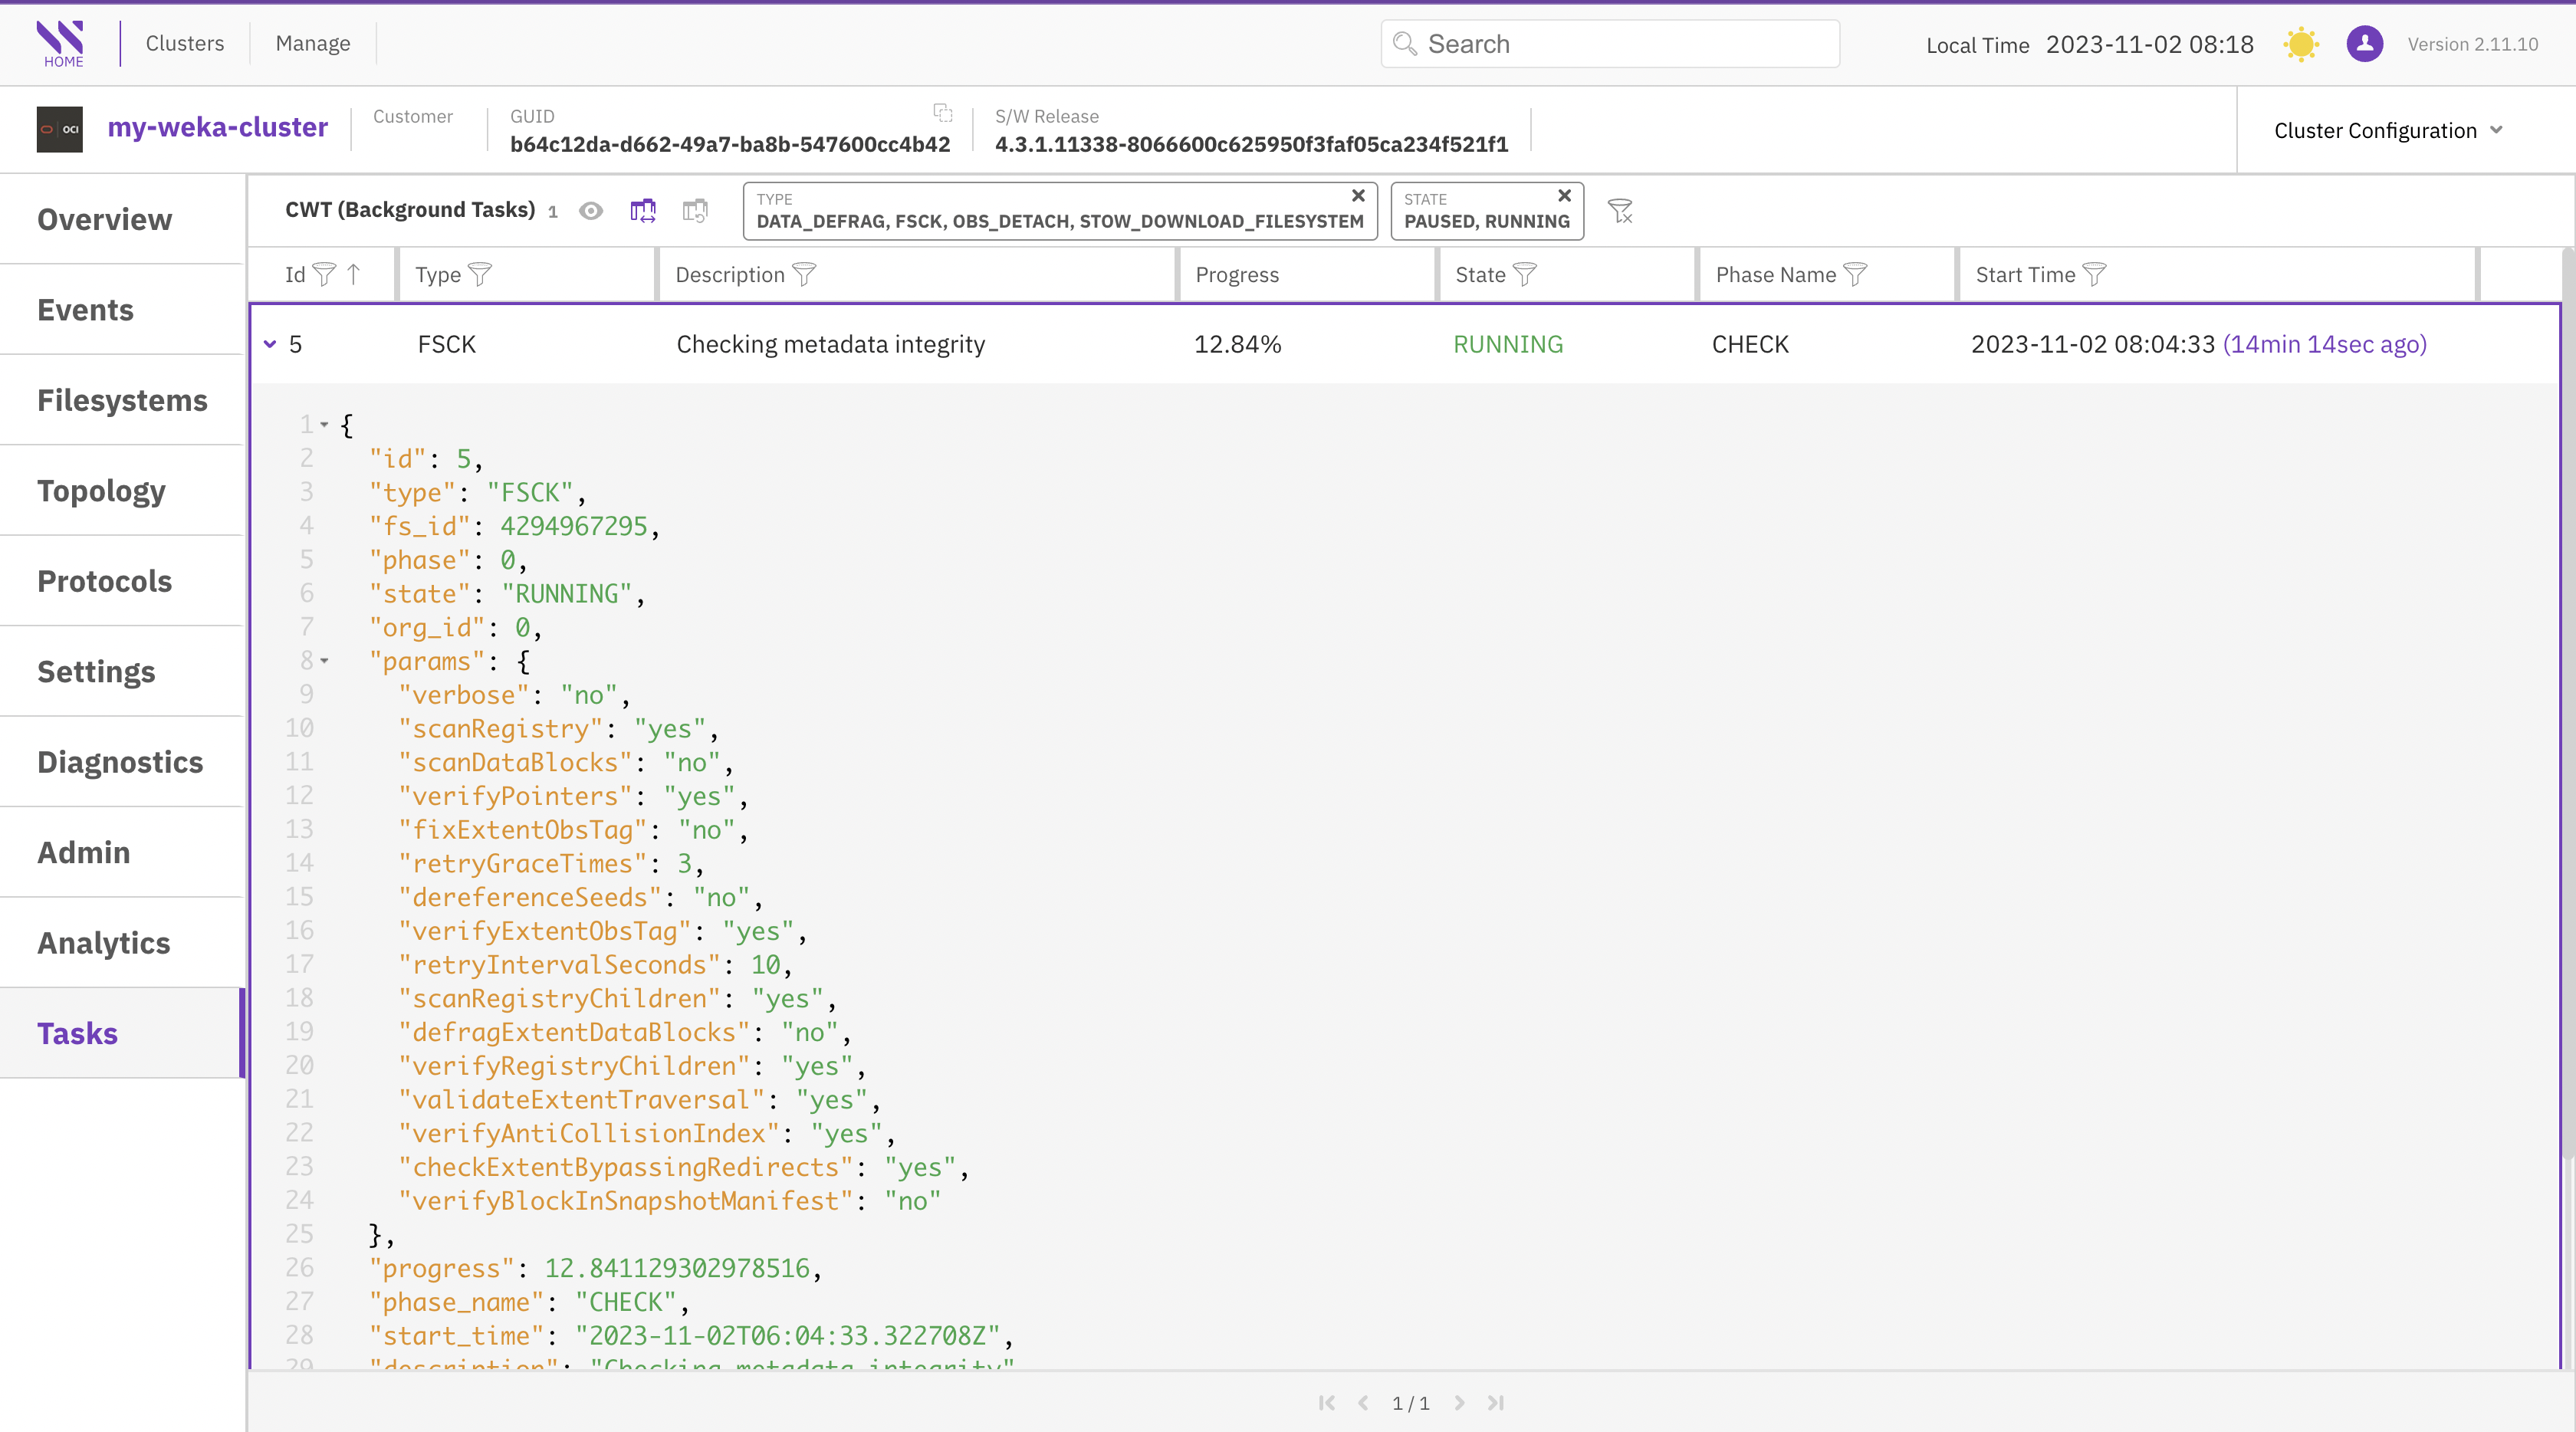 HOME
Clusters
Manage
Search
Local Time 2023-11-02 08:18
Version 2.11.10
OCI
my-weka-cluster
Customer
GUID
b64c12da-d662-49a7-ba8b-547600cc4b42
S/W Release
4.3.1.11338-8066600c625950f3faf05ca234f521f1
Cluster Configuration
Overview
Events
Filesystems
Topology
Protocols
Settings
Diagnostics
Admin
Analytics
Tasks
CWT (Background Tasks) 1
TYPE
DATA_DEFRAG, FSCK, OBS_DETACH, STOW_DOWNLOAD_FILESYSTEM
STATE
PAUSED, RUNNING
Id Type Description Progress State Phase Name Start Time
5 FSCK Checking metadata integrity 12.84% RUNNING CHECK 2023-11-02 08:04:33 (14min 14sec ago)
1 {
2 "id": 5,
3 "type": "FSCK",
4 "fs_id": 4294967295,
5 "phase": 0,
6 "state": "RUNNING",
7 "org_id": 0,
8 "params": {
9 "verbose": "no",
10 "scanRegistry": "yes",
11 "scanDataBlocks": "no",
12 "verifyPointers": "yes",
13 "fixExtentObsTag": "no",
14 "retryGraceTimes": 3,
15 "dereferenceSeeds": "no",
16 "verifyExtentObsTag": "yes",
17 "retryIntervalSeconds": 10,
18 "scanRegistryChildren": "yes",
19 "defragExtentDataBlocks": "no",
20 "verifyRegistryChildren": "yes",
21 "validateExtentTraversal": "yes",
22 "verifyAntiCollisionIndex": "yes",
23 "checkExtentBypassingRedirects": "yes",
24 "verifyBlockInSnapshotManifest": "no"
25 },
26 "progress": 12.841129302978516,
27 "phase_name": "CHECK",
28 "start_time": "2023-11-02T06:04:33.322708Z",
29 "description": "Checking metadata integrity"
1 / 1